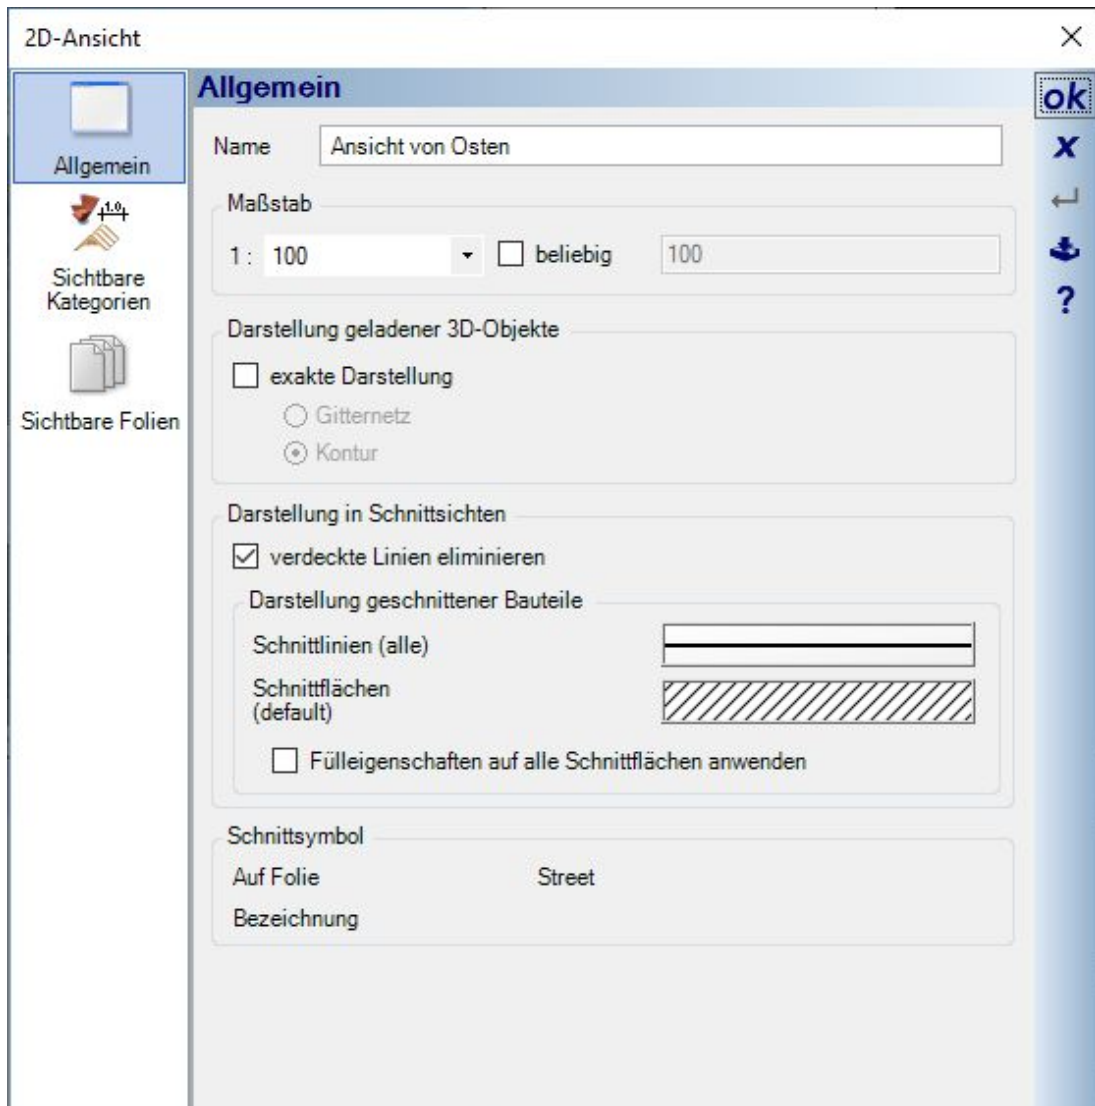 2D-Ansicht
Allgemein
Sichtbare
Kategorien
Sichtbare Folien
Allgemein
Name Ansicht von Osten
Maßstab
1 : 100 beliebig 100
Darstellung geladener 3D-Objekte
exakte Darstellung
Gitternetz
Kontur
Darstellung in Schnittsichten
verdeckte Linien eliminieren
Darstellung geschnittener Bauteile
Schnittlinien (alle)
Schnittflächen
(default)
Fülleigenschaften auf alle Schnittflächen anwenden
Schnittsymbol
Auf Folie Street
Bezeichnung
ok
x
?
1.0